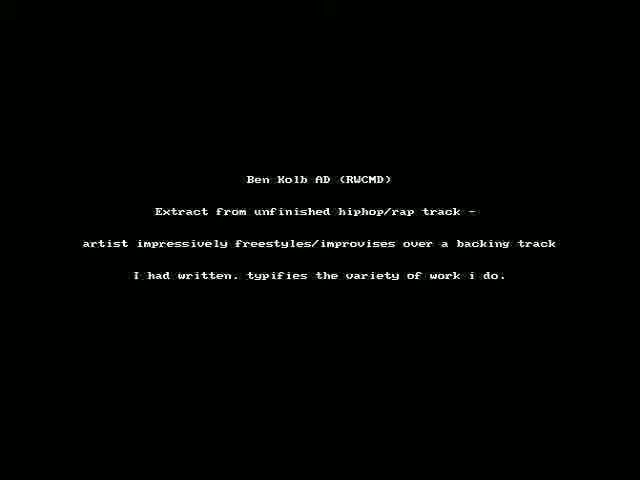 Ben Kolb AD (RWCMD)
Extract from unfinished hiphop/rap track -
artist impressively freestyles/improvises over a backing track
I had written. typifies the variety of work i do.